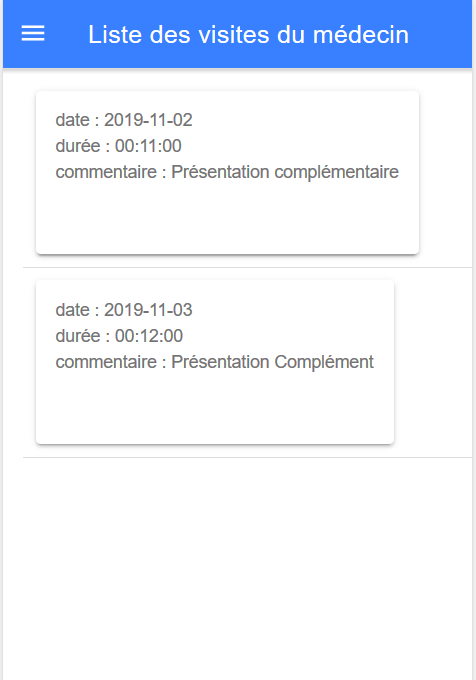 Liste des visites du médecin
date : 2019-11-02
durée : 00:11:00
commentaire : Présentation complémentaire
date : 2019-11-03
durée : 00:12:00
commentaire : Présentation Complément